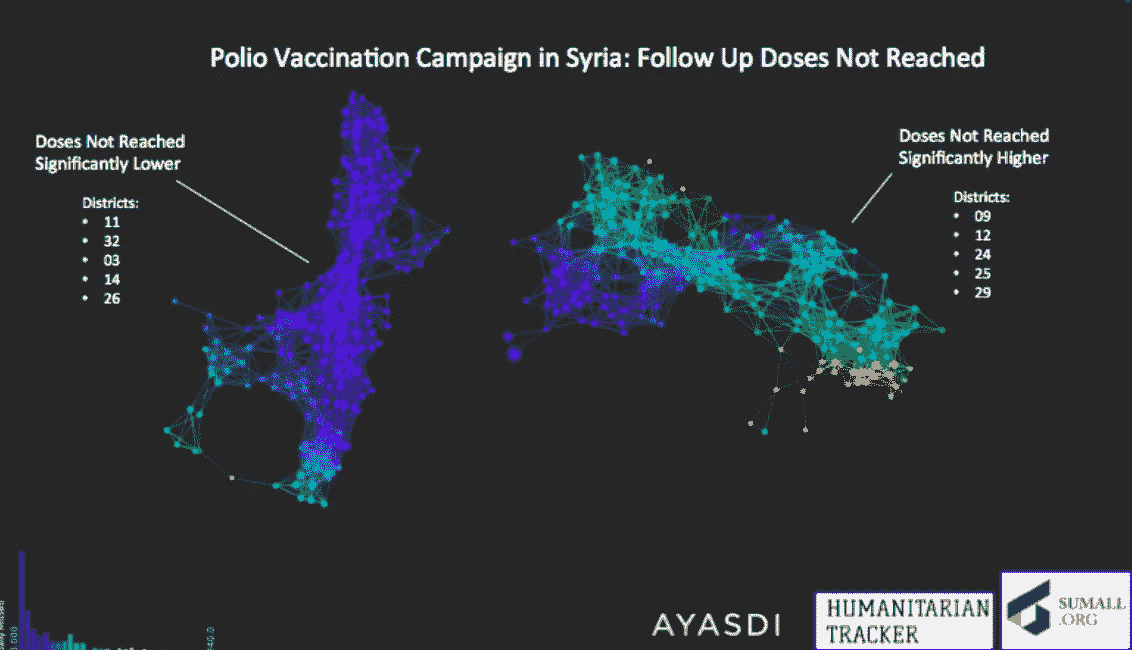 Polio Vaccination Campaign in Syria: Follow Up Doses Not Reached
Doses Not Reached
Significantly Lower
Districts:
• 11
• 32
• 03
• 14
• 26
Doses Not Reached
Significantly Higher
Districts:
• 09
• 12
• 24
• 25
• 29
AYASDI
HUMANITARIAN
TRACKER
SUMALL
.ORG